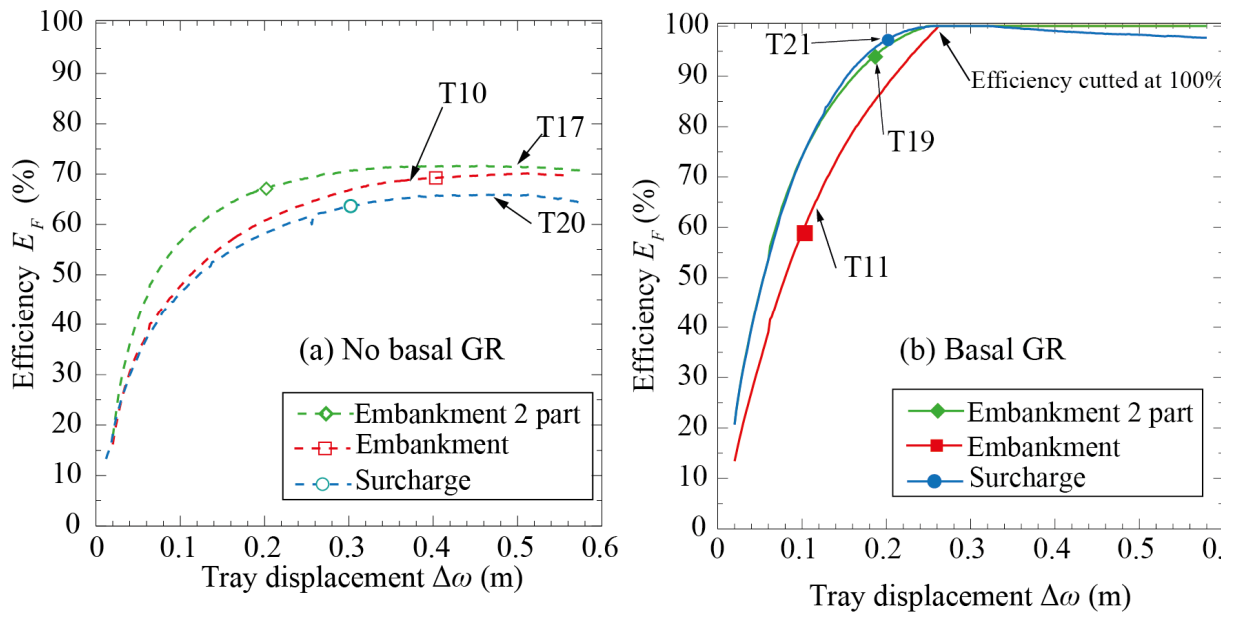 100
90
80
70
60
50
40
30
20
10
0
Efficiency E_F (%)
T10
T17
T20
(a) No basal GR
Embankment 2 part
Embankment
Surcharge
0 0.1 0.2 0.3 0.4 0.5 0.6
Tray displacement Δω (m)
100
90
80
70
60
50
40
30
20
10
0
Efficiency E_F (%)
T21
Efficiency cutted at 100%
T19
T11
(b) Basal GR
Embankment 2 part
Embankment
Surcharge
0 0.1 0.2 0.3 0.4 0.5 0.
Tray displacement Δω (m)